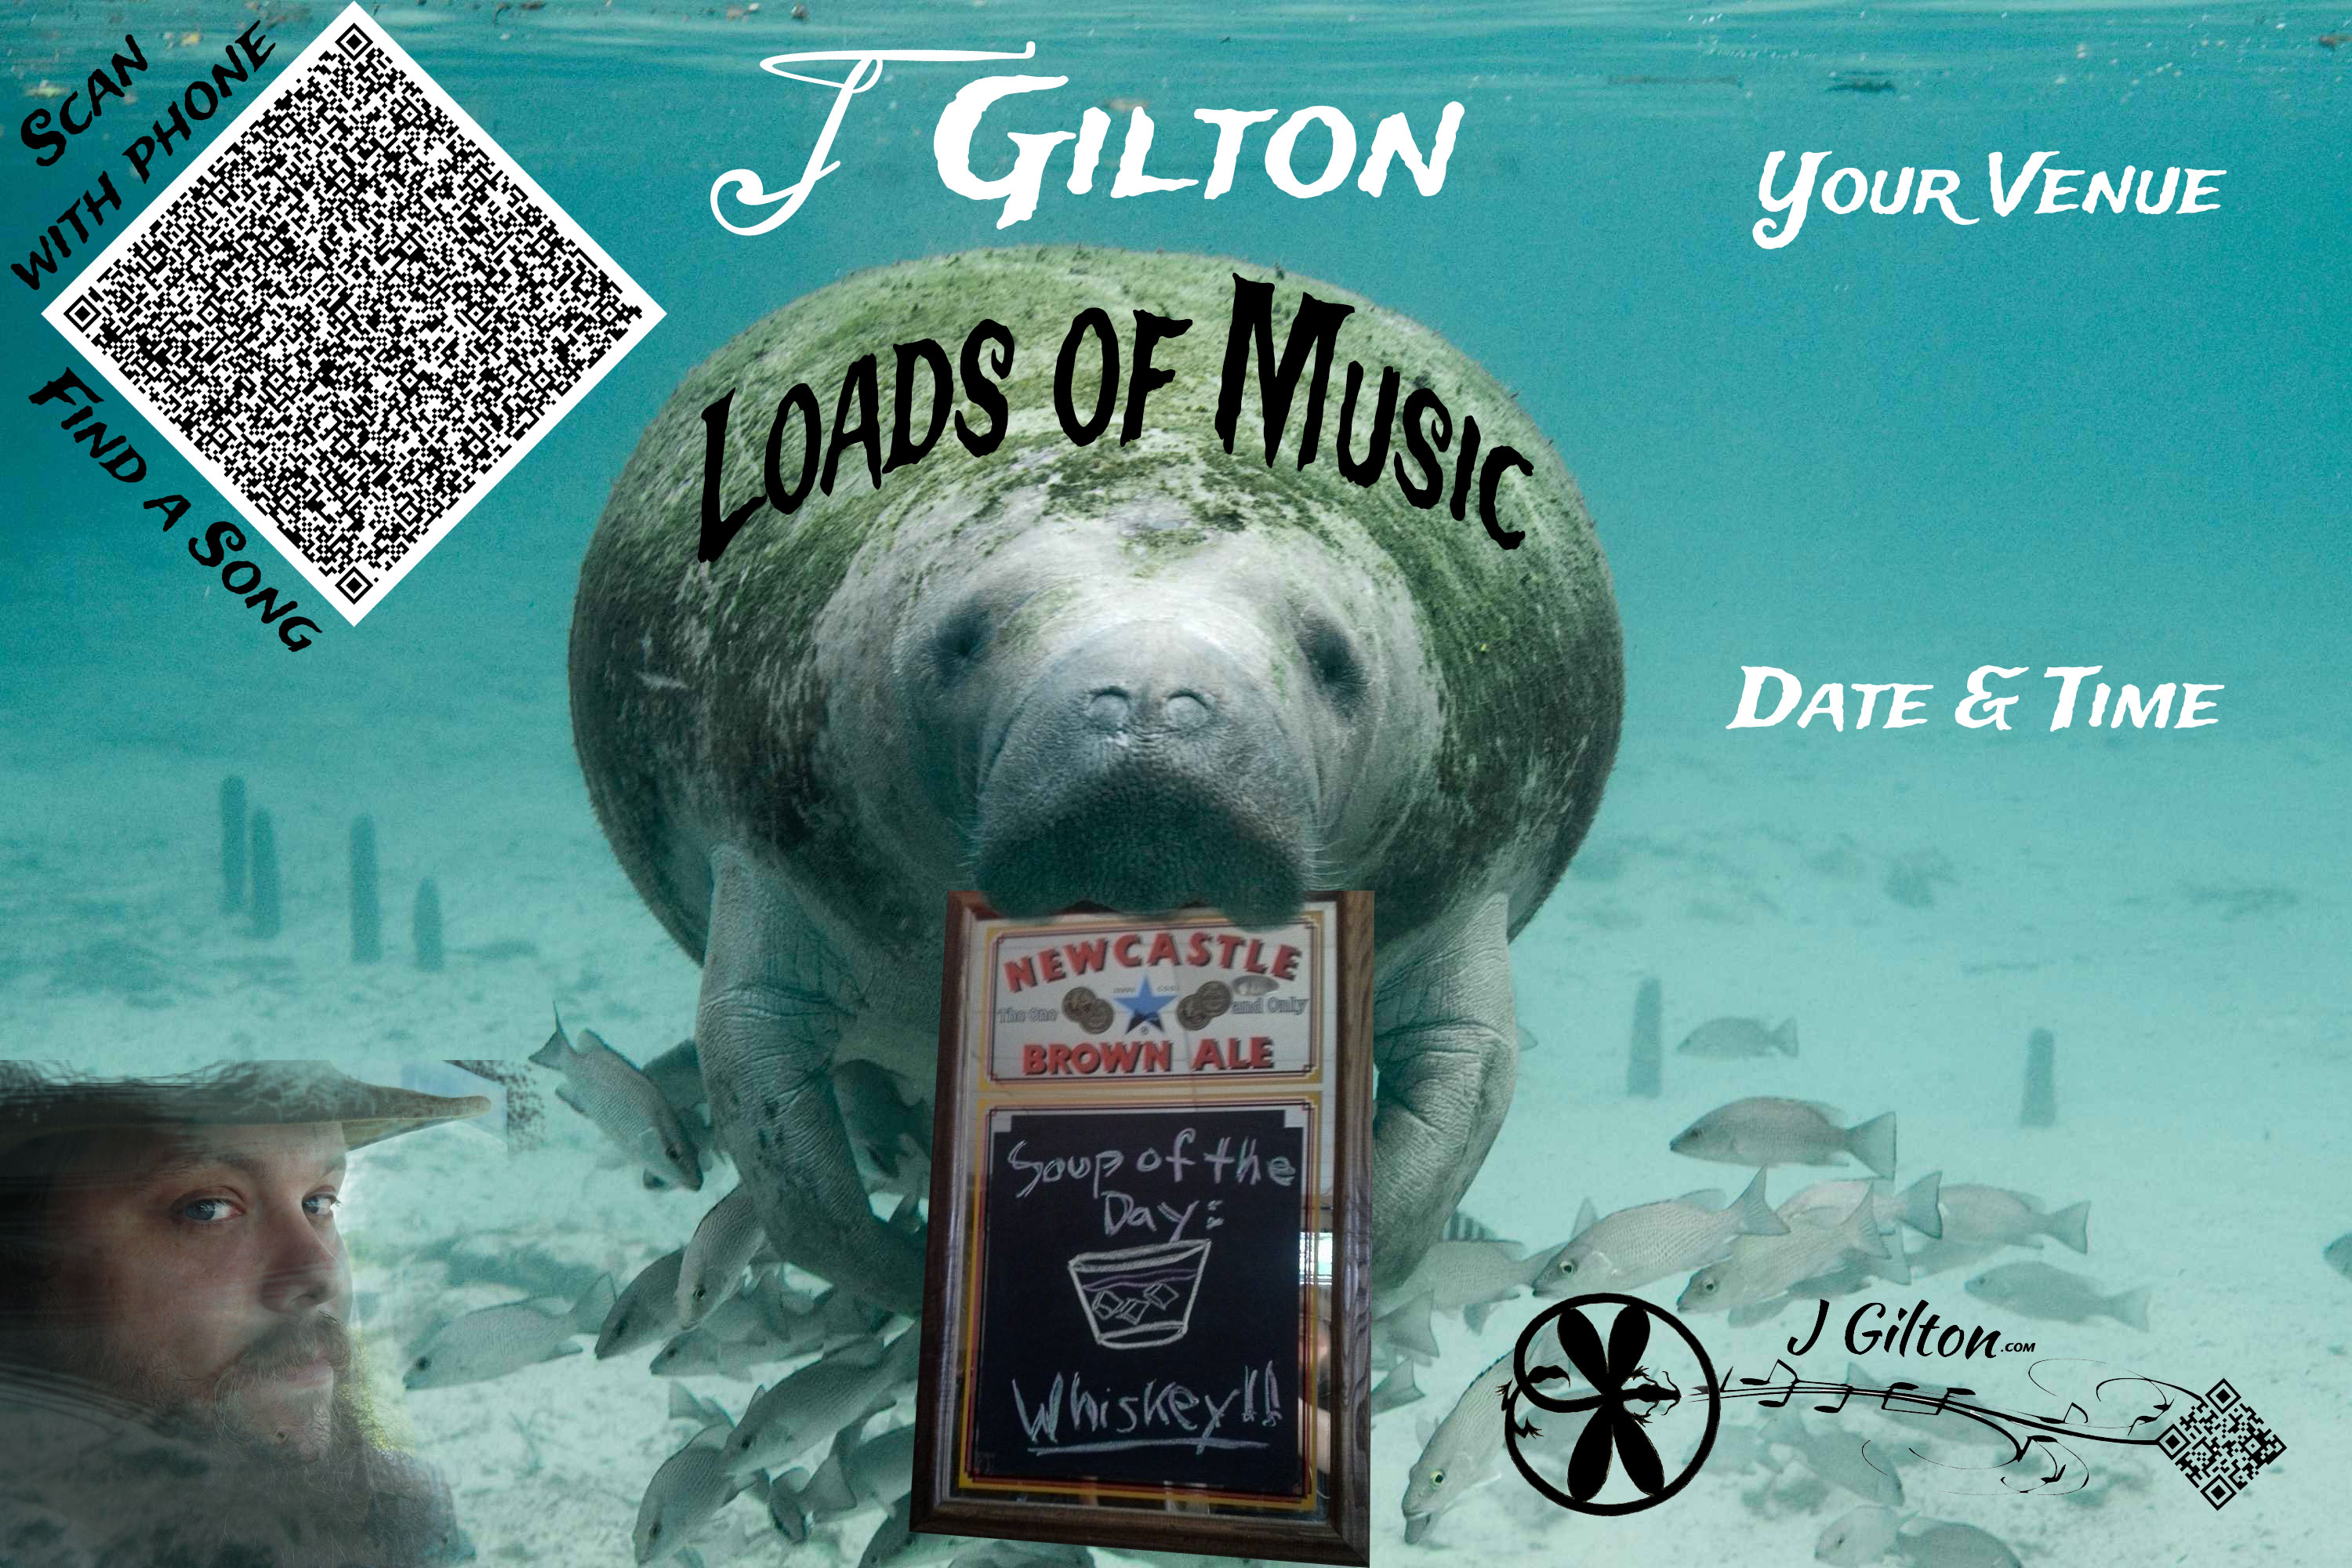 Scan
with phone
Find a Song
J Gilton
Your Venue
Loads of Music
Date & Time
NEWCASTLE
The One and Only
BROWN ALE
Soup of the
Day:
Whiskey!!
J Gilton.com